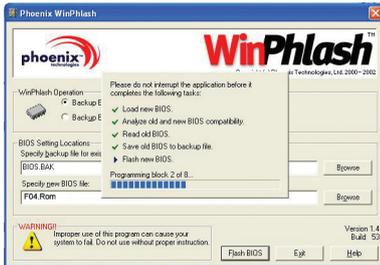 Phoenix WinPhlash
phoenix™
technologies
WinPhlash™
Technologies, Ltd. 2000-2002
WinPhlash Operation
Backup
Backup
Please do not interrupt the application before it
completes the following tasks:
Load new BIOS.
Analyze old and new BIOS compatibility.
Read old BIOS.
Save old BIOS to backup file.
Flash new BIOS.
Programming block 2 of 8...
BIOS Setting Locations
Specify backup file for
BIOS.BAK
Browse
Specify new BIOS file:
F04.Rom
Browse
WARNING!!
Improper use of this program can cause your
system to fail. Do not use without proper instruction.
Version 1.4
Build 53
Flash BIOS
Exit
Help